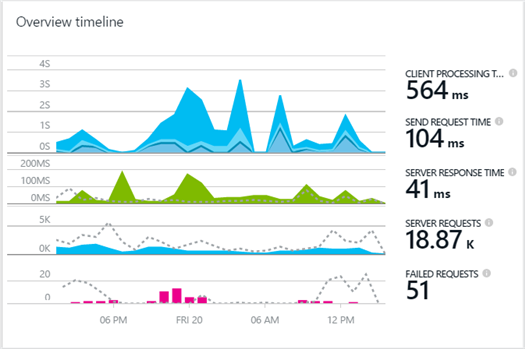 Overview timeline
4S
3S
2S
1S
0S
CLIENT PROCESSING T...
564 ms
SEND REQUEST TIME
104 ms
200MS
100MS
0MS
SERVER RESPONSE TIME
41 ms
5K
0K
SERVER REQUESTS
18.87 K
20
0
FAILED REQUESTS
51
06 PM FRI 20 06 AM 12 PM